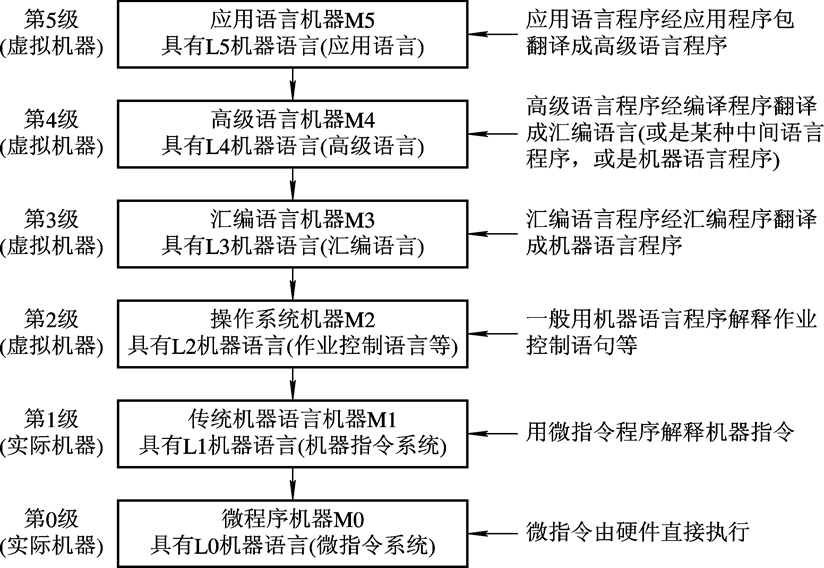 第5级
(虚拟机器)
应用语言机器M5
具有L5机器语言(应用语言)
应用语言程序经应用程序包
翻译成高级语言程序
第4级
(虚拟机器)
高级语言机器M4
具有L4机器语言(高级语言)
高级语言程序经编译程序翻译
成汇编语言(或是某种中间语言
程序，或是机器语言程序)
第3级
(虚拟机器)
汇编语言机器M3
具有L3机器语言(汇编语言)
汇编语言程序经汇编程序翻译
成机器语言程序
第2级
(虚拟机器)
操作系统机器M2
具有L2机器语言(作业控制语言等)
一般用机器语言程序解释作业
控制语句等
第1级
(实际机器)
传统机器语言机器M1
具有L1机器语言(机器指令系统)
用微指令程序解释机器指令
第0级
(实际机器)
微程序机器M0
具有L0机器语言(微指令系统)
微指令由硬件直接执行